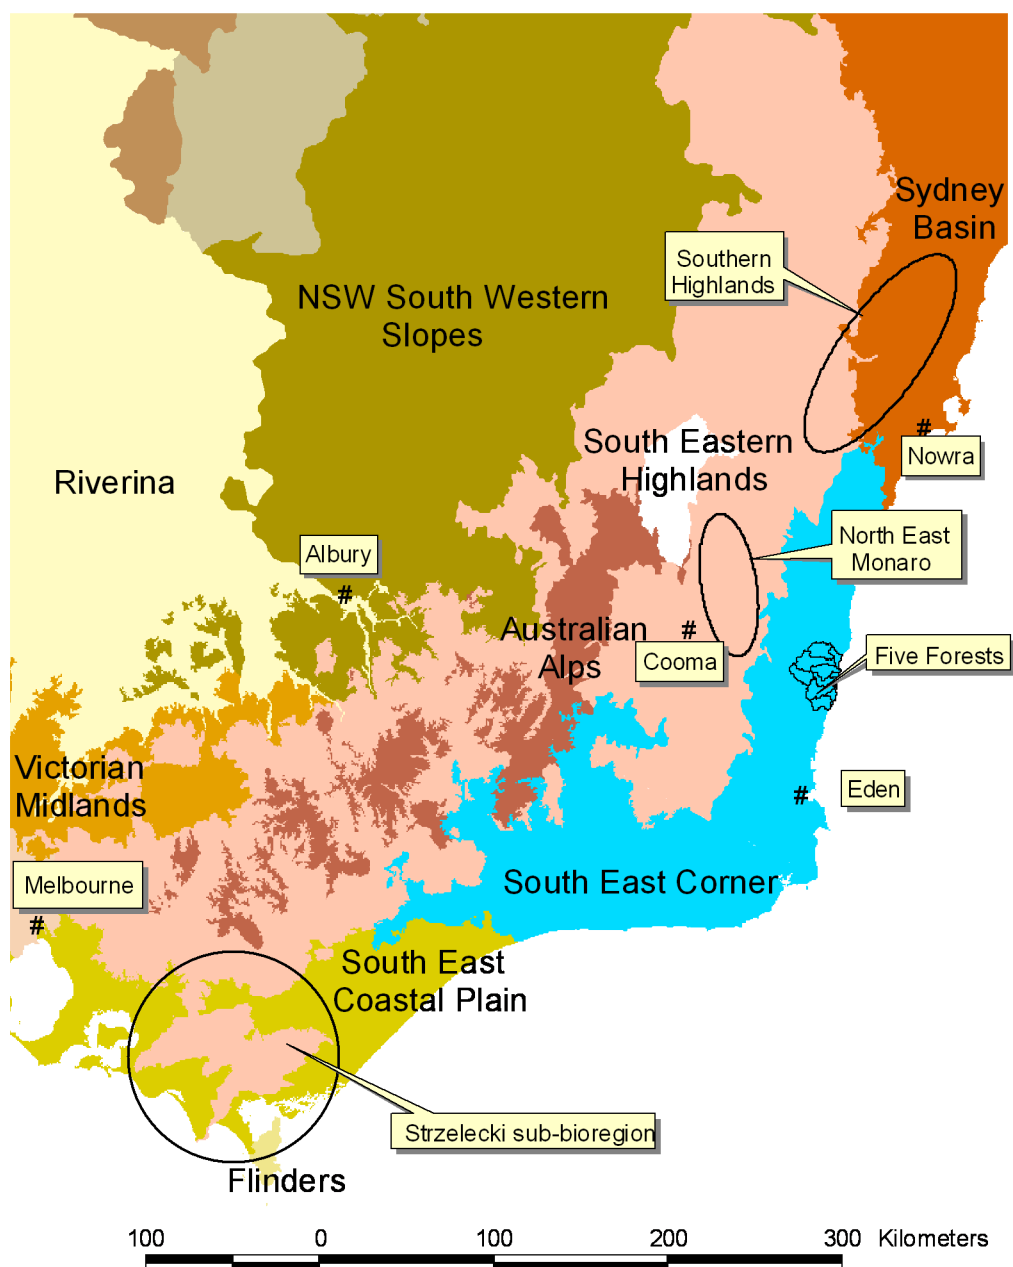 Sydney
Basin
Southern
Highlands
NSW South Western
Slopes
South Eastern
Highlands
#
Nowra
Riverina
North East
Monaro
Albury
#
Australian
Alps
#
Cooma
Five Forests
Victorian
Midlands
#
Eden
Melbourne
#
South East Corner
South East
Coastal Plain
Strzelecki sub-bioregion
Flinders
100 0 100 200 300 Kilometers